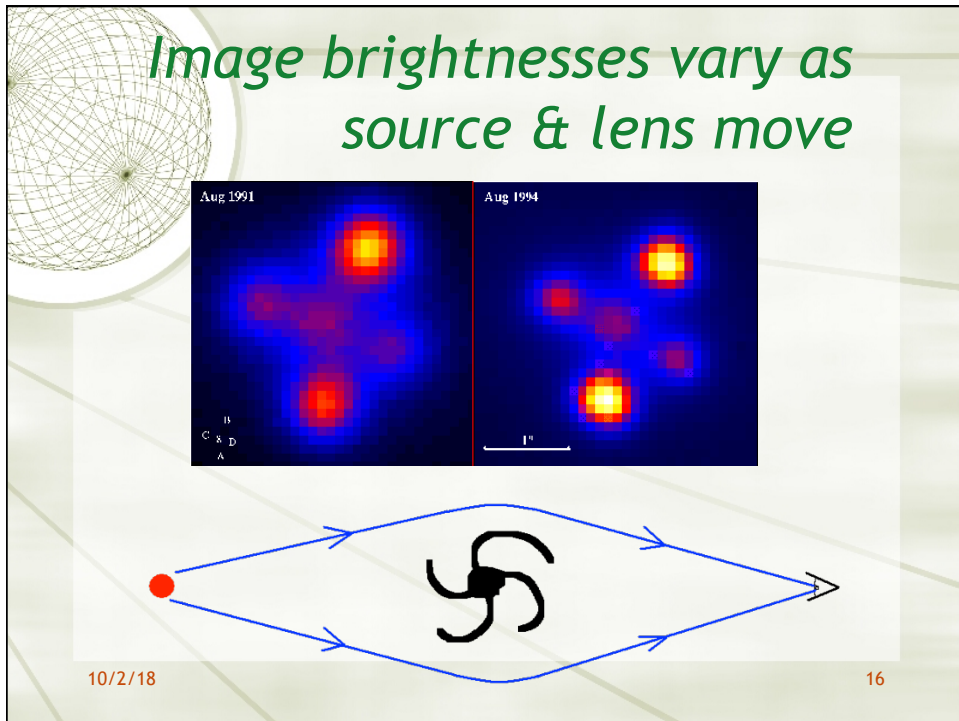 Image brightnesses vary as
source & lens move
Aug 1991
Aug 1994
B
C g D
A
1"
10/2/18
16